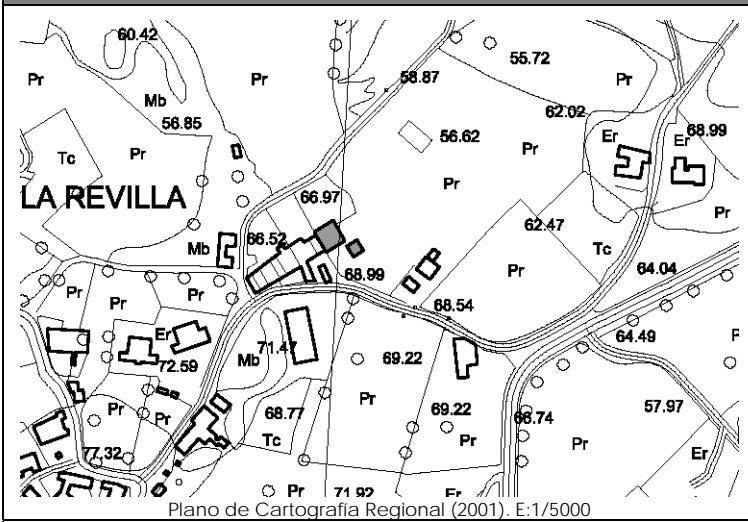 60.42
55.72
Pr
Pr
58.87
Pr
Mb
62.02
Er
Er
68.99
56.85
56.62
Tc
Pr
Pr
LA REVILLA
66.97
Pr
Pr
66.52
62.47
Mb
Tc
68.99
Pr
64.04
Pr
Pr
Pr
68.54
Er
71.47
64.49
72.59
Mb
69.22
Pr
57.97
Pr
Pr
68.77
69.22
66.74
77.32
Tc
Pr
Pr
Er
Pr
71.92
Er
Plano de Cartografía Regional (2001). E:1/5000